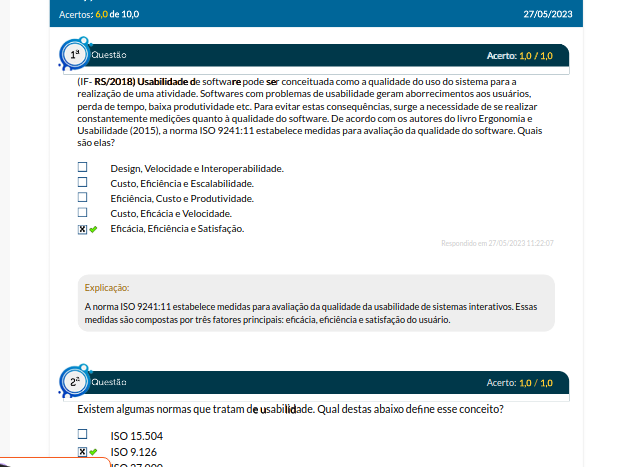 Acertos: 6,0 de 10,0
27/05/2023
1ª
Questão
Acerto: 1,0 / 1,0
(IF- RS/2018) Usabilidade de software pode ser conceituada como a qualidade do uso do sistema para a
realização de uma atividade. Softwares com problemas de usabilidade geram aborrecimentos aos usuários,
perda de tempo, baixa produtividade etc. Para evitar estas consequências, surge a necessidade de se realizar
constantemente medições quanto à qualidade do software. De acordo com os autores do livro Ergonomia e
Usabilidade (2015), a norma ISO 9241:11 estabelece medidas para avaliação da qualidade do software. Quais
são elas?
Design, Velocidade e Interoperabilidade.
Custo, Eficiência e Escalabilidade.
Eficiência, Custo e Produtividade.
Custo, Eficácia e Velocidade.
X Eficácia, Eficiência e Satisfação.
Respondido em 27/05/2023 11:22:07
Explicação:
A norma ISO 9241:11 estabelece medidas para avaliação da qualidade da usabilidade de sistemas interativos. Essas
medidas são compostas por três fatores principais: eficácia, eficiência e satisfação do usuário.
2ª
Questão
Acerto: 1,0 / 1,0
Existem algumas normas que tratam de usabilidade. Qual destas abaixo define esse conceito?
ISO 15.504
X ISO 9.126
ISO 27.000